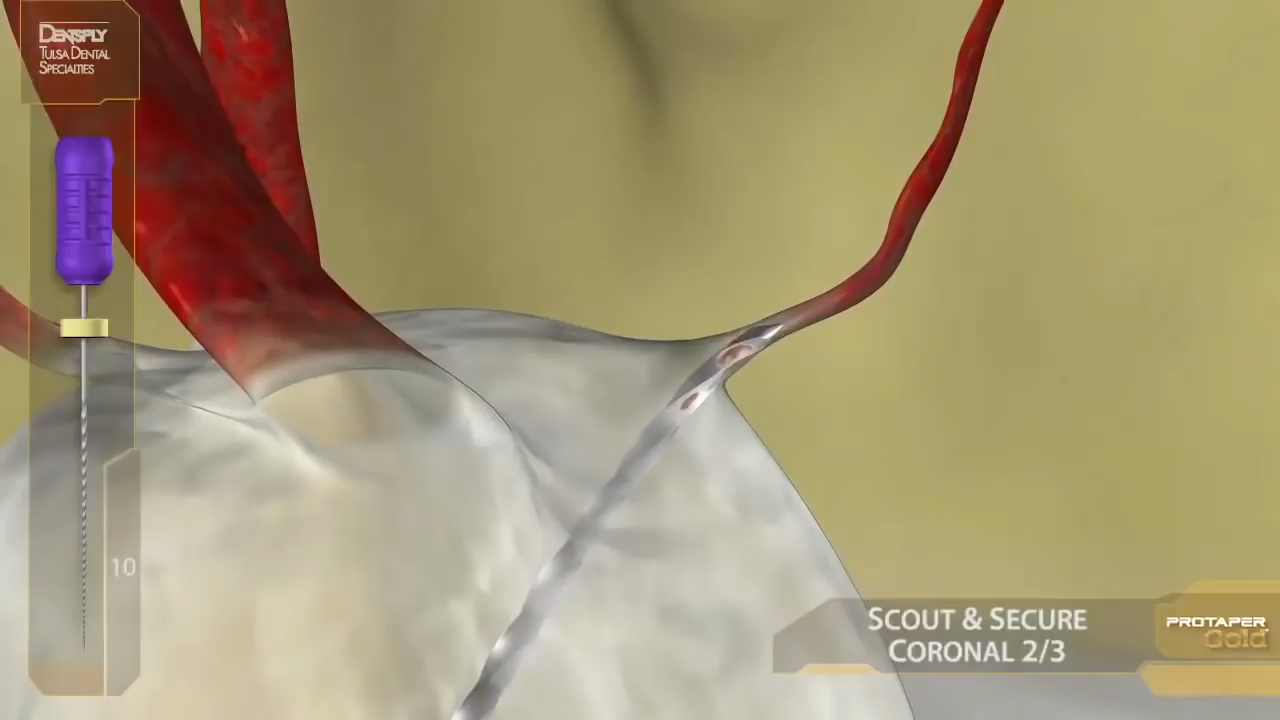 DENTSPLY
TULSA DENTAL
SPECIALTIES
10
SCOUT & SECURE
CORONAL 2/3
PROTAPER
Gold